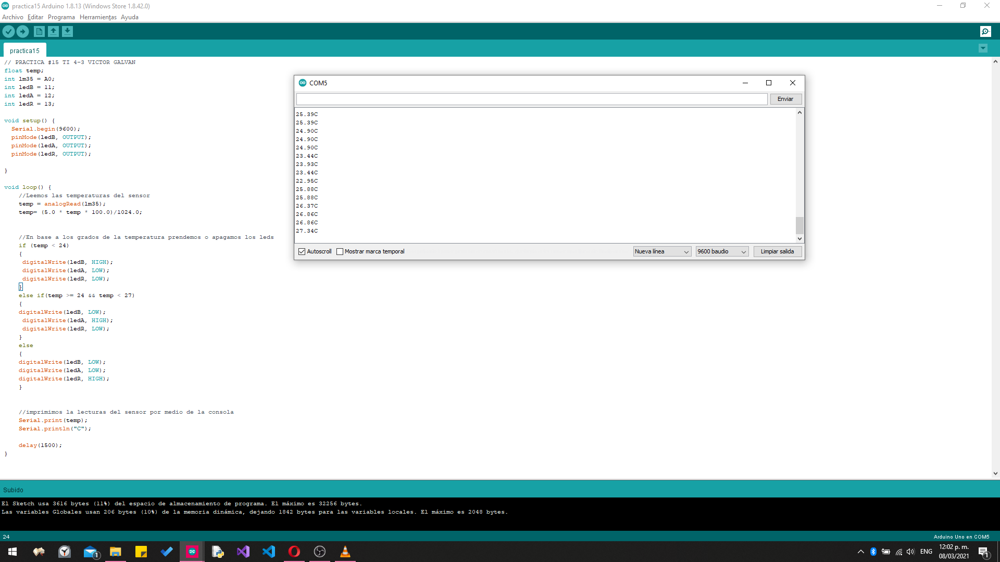 practica15 Arduino 1.8.13 (Windows Store 1.8.42.0)
Archivo Editar Programa Herramientas Ayuda
practica15
// PRACTICA #15 TI 4-3 VICTOR GALVAN
float temp;
int lm35 = A0;
int ledB = 11;
int ledA = 12;
int ledR = 13;
void setup() {
Serial.begin(9600);
pinMode(ledB, OUTPUT);
pinMode(ledA, OUTPUT);
pinMode(ledR, OUTPUT);
}
void loop() {
//Leemos las temperaturas del sensor
temp = analogRead(lm35);
temp= (5.0 * temp * 100.0)/1024.0;
//En base a los grados de la temperatura prendemos o apagamos los leds
if (temp < 24)
{
digitalWrite(ledB, HIGH);
digitalWrite(ledA, LOW);
digitalWrite(ledR, LOW);
}
else if(temp >= 24 && temp < 27)
{
digitalWrite(ledB, LOW);
digitalWrite(ledA, HIGH);
digitalWrite(ledR, LOW);
}
else
{
digitalWrite(ledB, LOW);
digitalWrite(ledA, LOW);
digitalWrite(ledR, HIGH);
}
//imprimimos la lecturas del sensor por medio de la consola
Serial.print(temp);
Serial.println("C");
delay(1500);
}
COM5
Enviar
25.39C
25.39C
24.90C
24.90C
24.90C
23.44C
23.93C
23.44C
22.95C
25.88C
25.88C
26.37C
26.86C
26.86C
27.34C
Autoscroll Mostrar marca temporal Nueva línea 9600 baudio Limpiar salida
Subido
El Sketch usa 3616 bytes (11%) del espacio de almacenamiento de programa. El máximo es 32256 bytes.
Las variables Globales usan 206 bytes (10%) de la memoria dinámica, dejando 1842 bytes para las variables locales. El máximo es 2048 bytes.
24 Arduino Uno en COM5
1
ENG
12:02 p. m.
08/03/2021
1